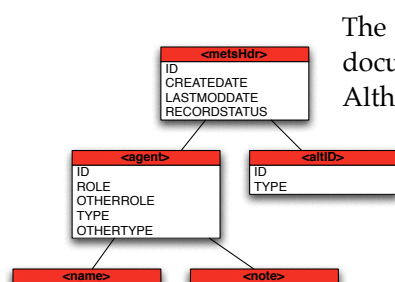 The
docu
Alth
<metsHdr>
ID
CREATEDATE
LASTMODDATE
RECORDSTATUS
<agent>
ID
ROLE
OTHERROLE
TYPE
OTHERTYPE
<altID>
ID
TYPE
<name>
<note>